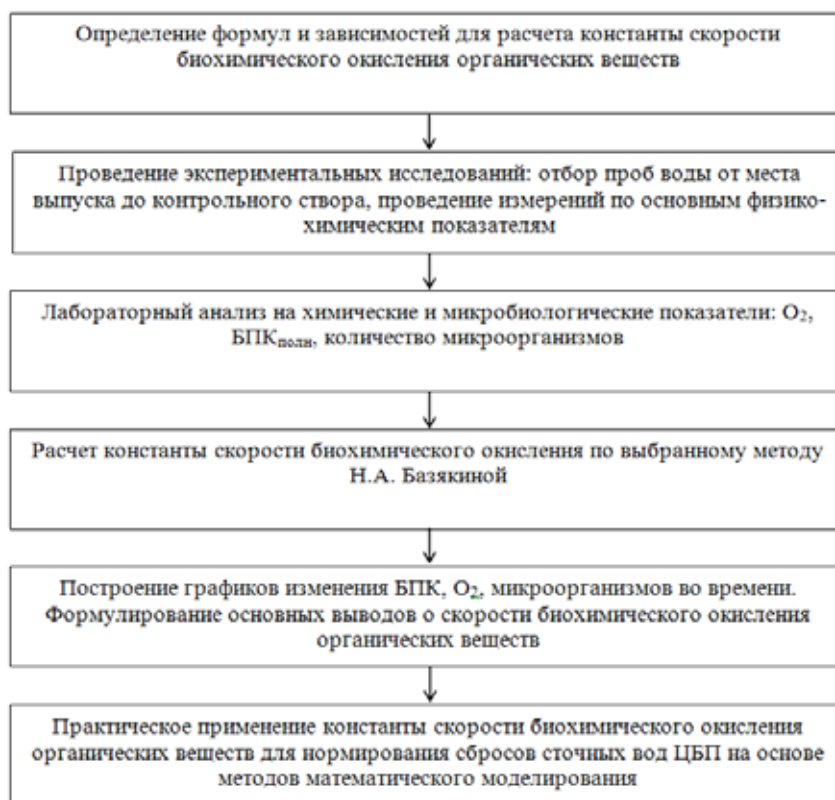 Определение формул и зависимостей для расчета константы скорости
биохимического окисления органических веществ
Проведение экспериментальных исследований: отбор проб воды от места
выпуска до контрольного створа, проведение измерений по основным физико-
химическим показателям
Лабораторный анализ на химические и микробиологические показатели: O₂,
БПКполн, количество микроорганизмов
Расчет константы скорости биохимического окисления по выбранному методу
Н.А. Базякиной
Построение графиков изменения БПК, O₂, микроорганизмов во времени.
Формулирование основных выводов о скорости биохимического окисления
органических веществ
Практическое применение константы скорости биохимического окисления
органических веществ для нормирования сбросов сточных вод ЦБП на основе
методов математического моделирования